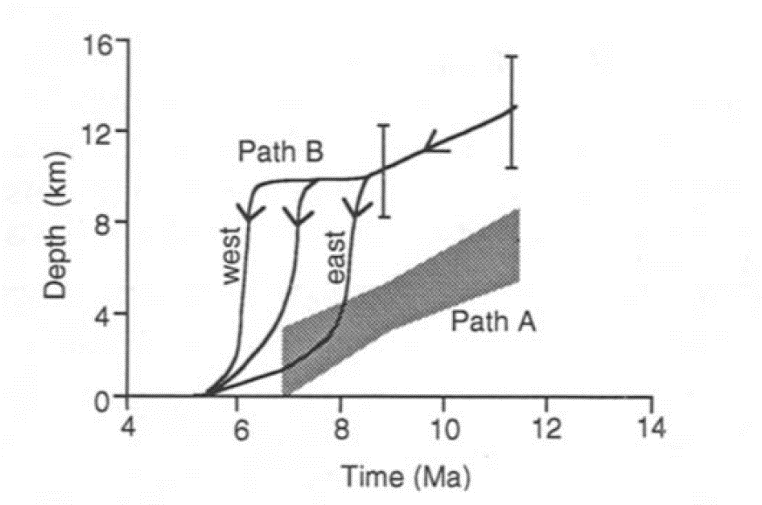 16
12
8
4
0
Depth (km)
Path B
west
east
Path A
4 6 8 10 12 14
Time (Ma)